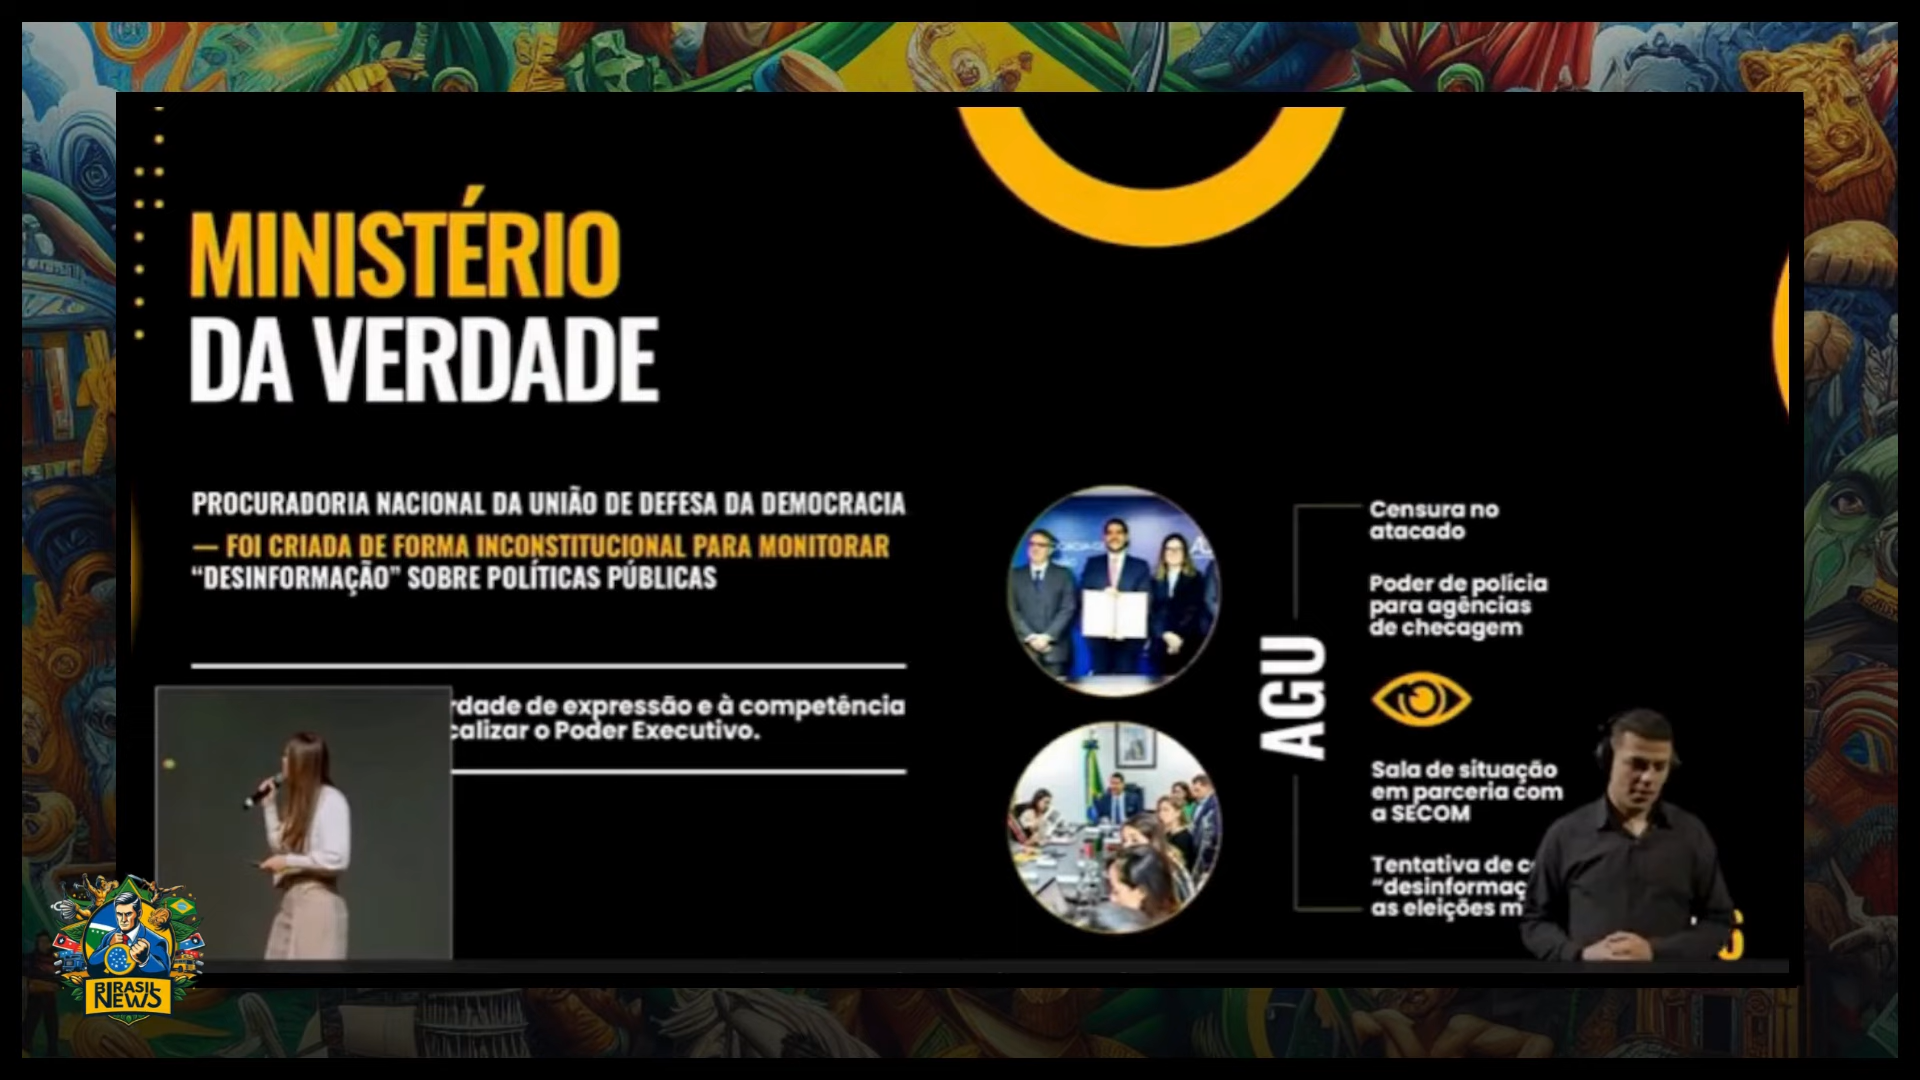 MINISTÉRIO
DA VERDADE
PROCURADORIA NACIONAL DA UNIÃO DE DEFESA DA DEMOCRACIA
— FOI CRIADA DE FORMA INCONSTITUCIONAL PARA MONITORAR
“DESINFORMAÇÃO” SOBRE POLÍTICAS PÚBLICAS
rdade de expressão e à competência
calizar o Poder Executivo.
AGU
Censura no
atacado
Poder de polícia
para agências
de checagem
Sala de situação
em parceria com
a SECOM
Tentativa de c
“desinformaç
as eleições m
BRASIL
NEWS